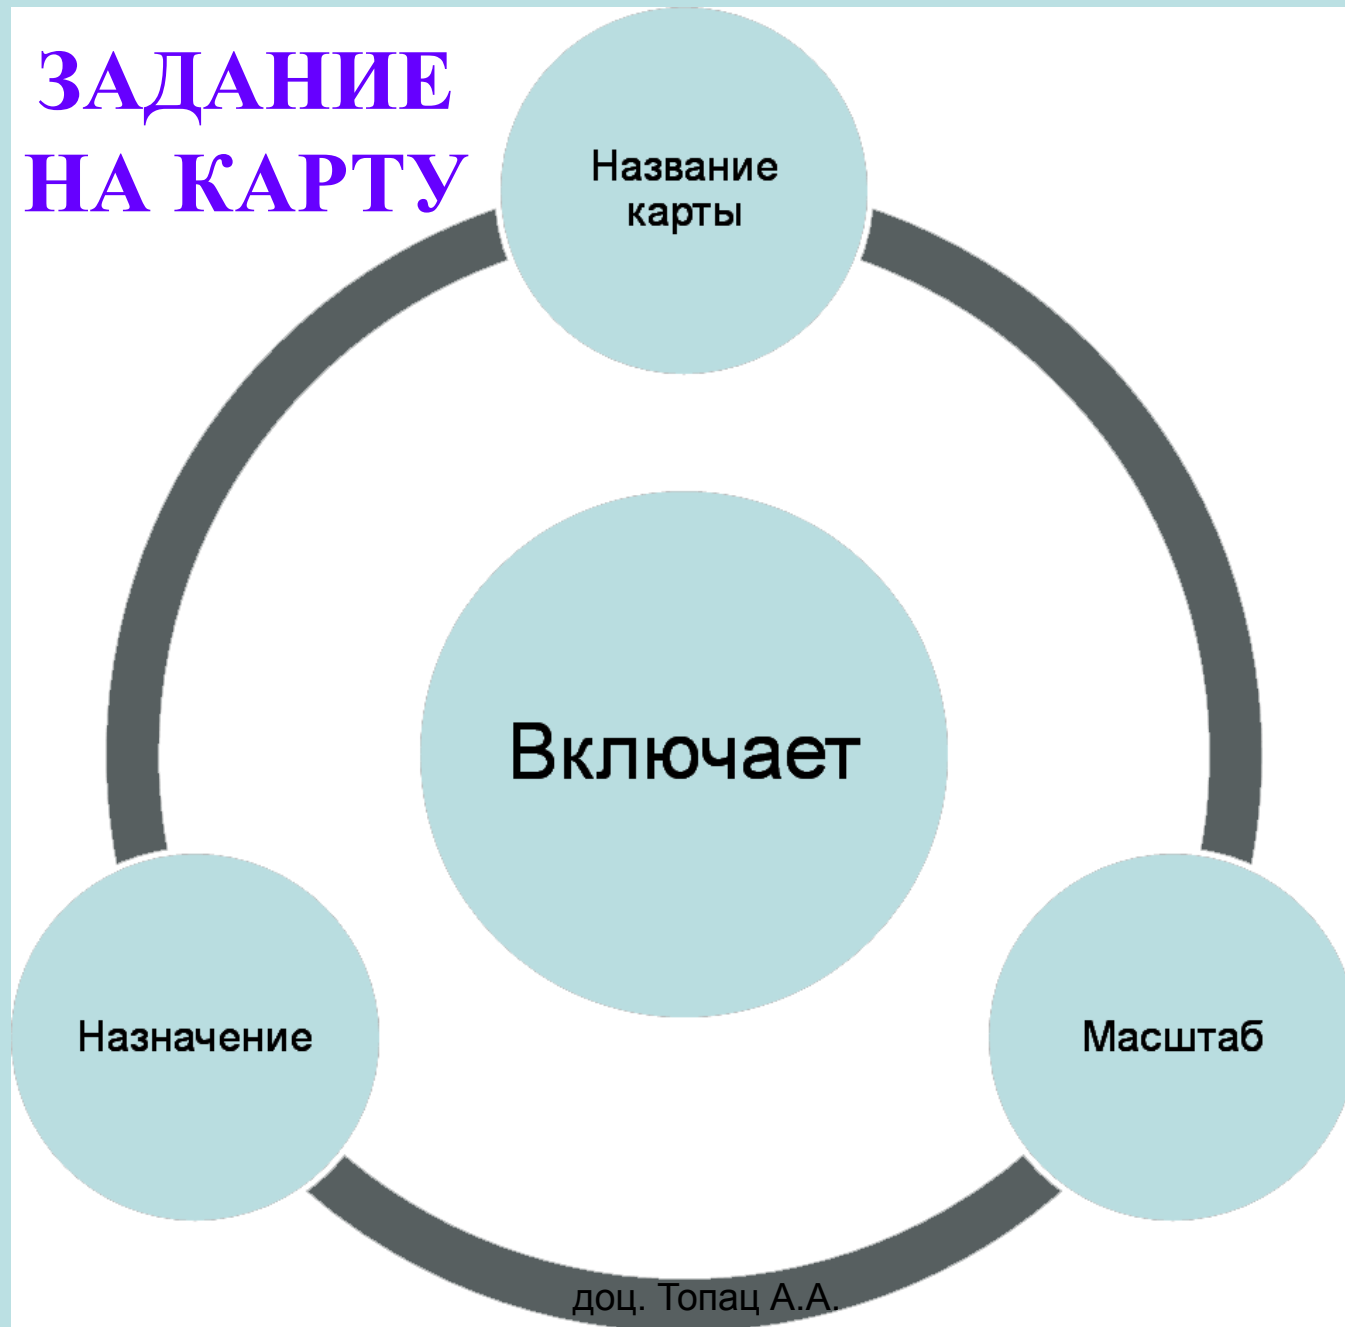 ЗАДАНИЕ
НА КАРТУ
Название
карты
Включает
Назначение
Масштаб
доц. Топац А.А.